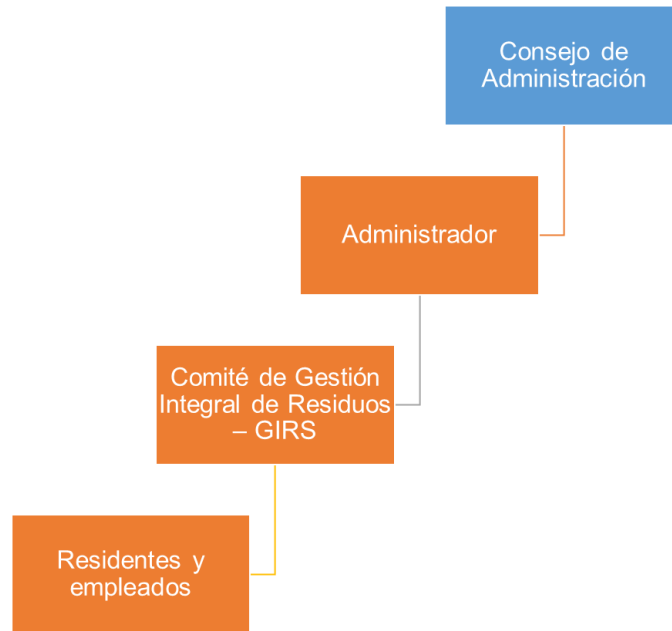 Consejo de
Administración
Administrador
Comité de Gestión
Integral de Residuos
– GIRS
Residentes y
empleados